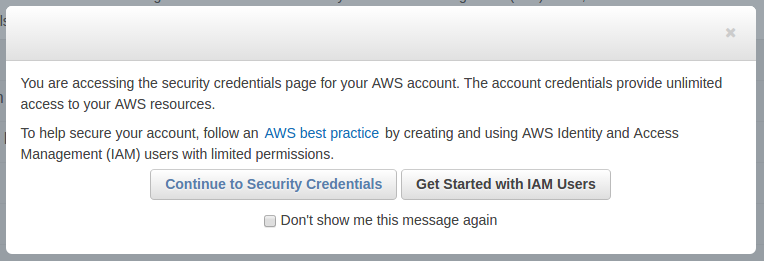 You are accessing the security credentials page for your AWS account. The account credentials provide unlimited
access to your AWS resources.
To help secure your account, follow an AWS best practice by creating and using AWS Identity and Access
Management (IAM) users with limited permissions.
Continue to Security Credentials Get Started with IAM Users
Don't show me this message again